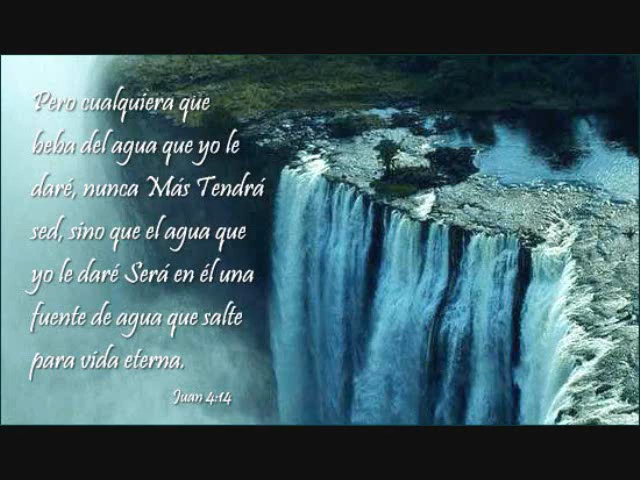 Pero cualquiera que
beba del agua que yo le
daré, nunca Más Tendrá
sed, sino que el agua que
yo le daré Será en él una
fuente de agua que salte
para vida eterna.
Juan 4:14